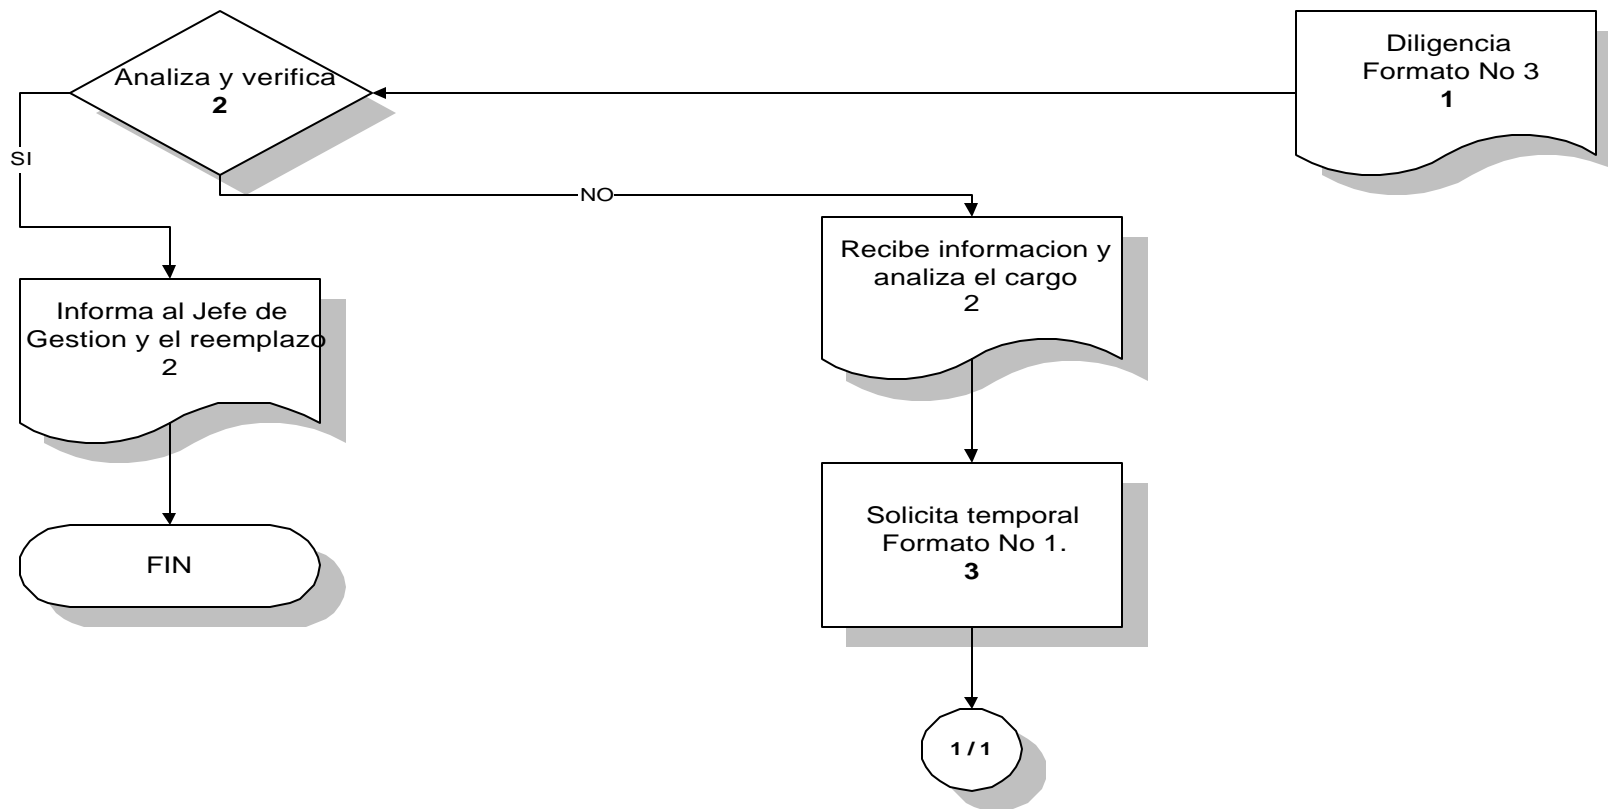 Analiza y verifica
2
Diligencia
Formato No 3
1
SI
NO
Informa al Jefe de
Gestion y el reemplazo
2
Recibe informacion y
analiza el cargo
2
FIN
Solicita temporal
Formato No 1.
3
1 / 1